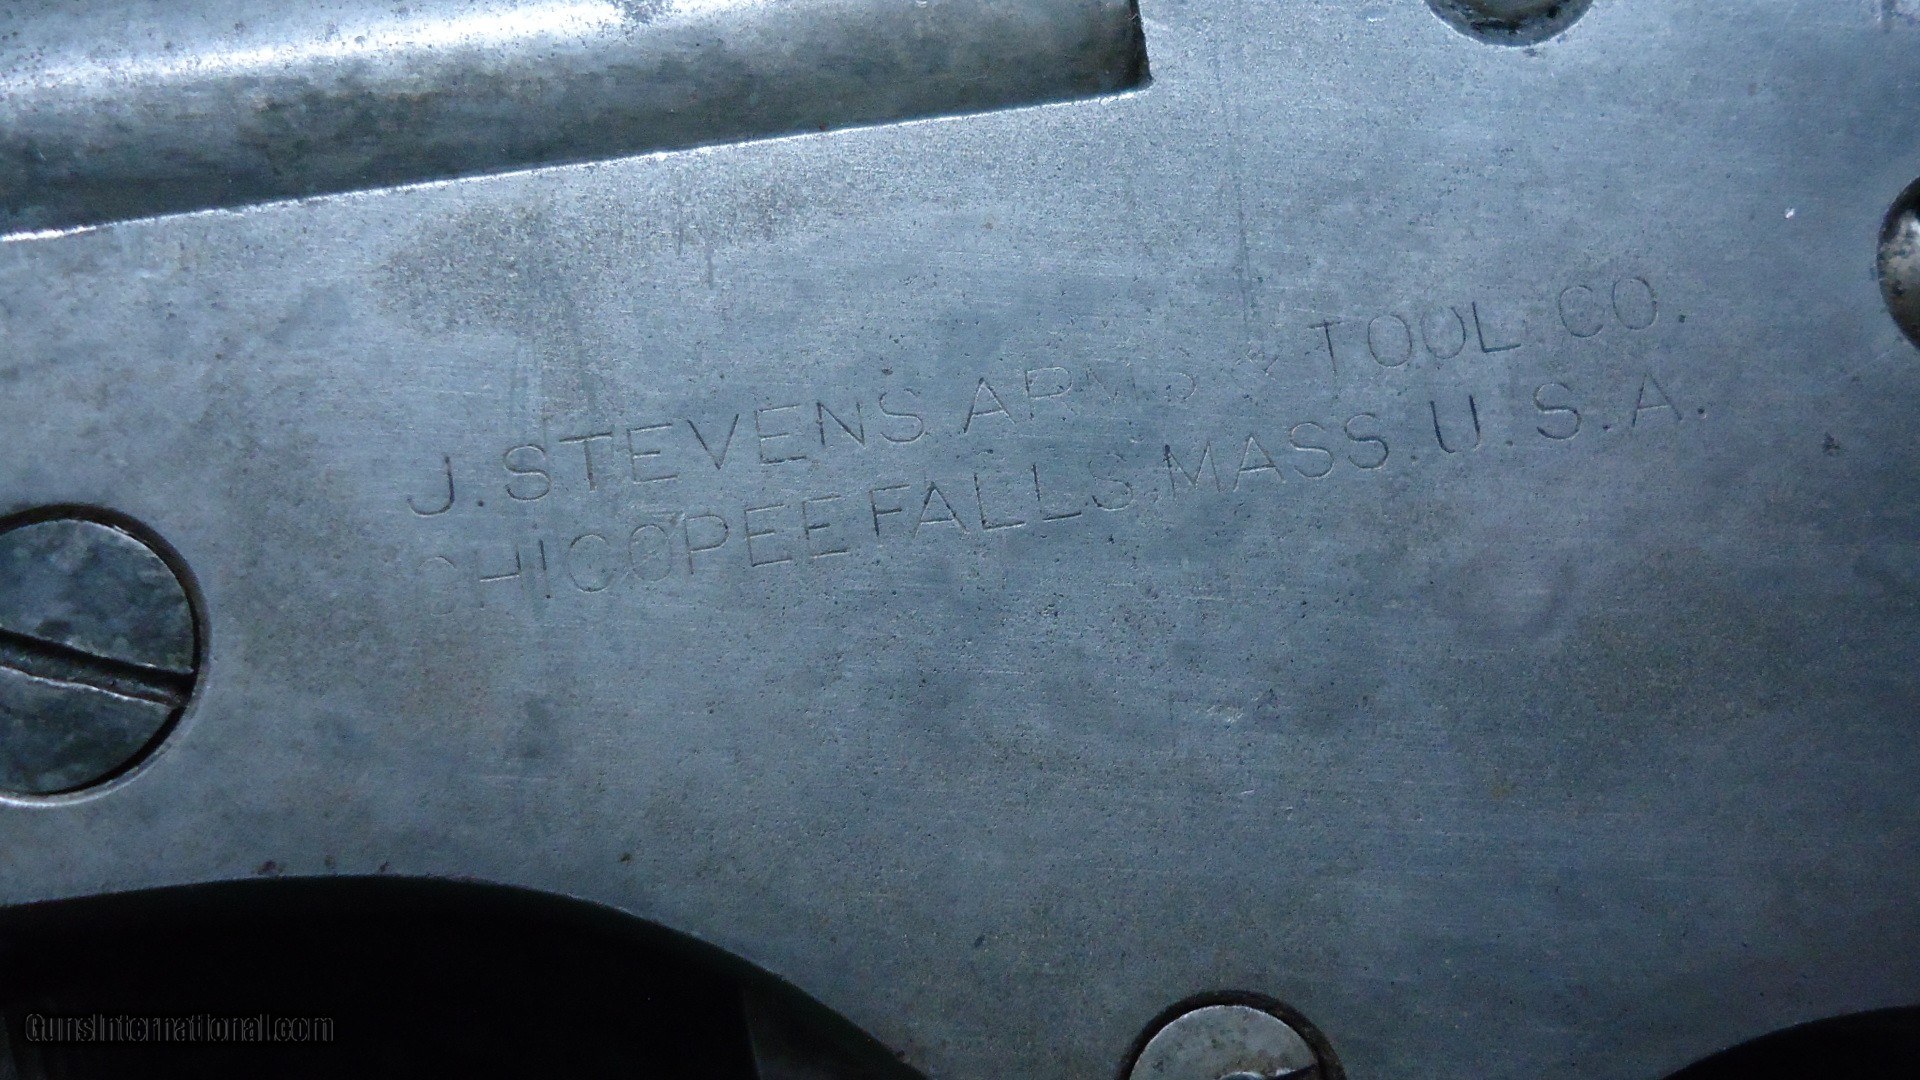 J. STEVENS ARMS & TOOL CO.
CHICOPEE FALLS, MASS. U.S.A.
GunsInternational.com